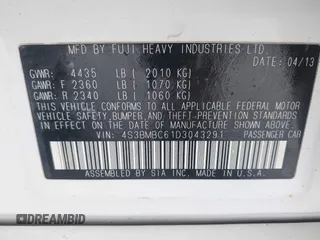 MFD. BY FUJI HEAVY INDUSTRIES LTD.
DATE: 04/13
GVWR: 4435 LB ( 2010 KG)
GAWR: F 2360 LB ( 1070 KG)
GAWR: R 2340 LB ( 1060 KG)
THIS VEHICLE CONFORMS TO ALL APPLICABLE FEDERAL MOTOR
VEHICLE SAFETY, BUMPER, AND THEFT-PREVENTION STANDARDS
IN EFFECT ON THE DATE OF MANUFACTURE SHOWN ABOVE.
VIN: 4S3BMBC61D3043291 PASSENGER CAR
ASSEMBLED BY SIA INC. MADE IN USA
DREAMBID